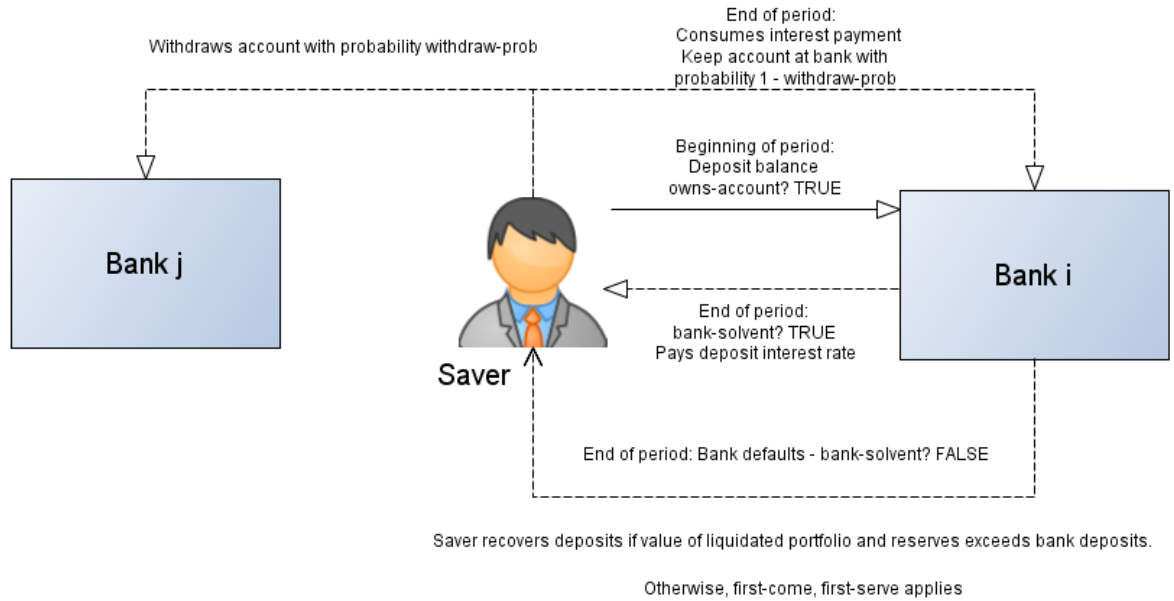 End of period:
Consumes interest payment
Withdraws account with probability withdraw-prob
Keep account at bank with
probability 1 - withdraw-prob
Beginning of period:
Deposit balance
owns-account? TRUE
Bank j
Bank i
End of period:
bank-solvent? TRUE
Pays deposit interest rate
Saver
End of period: Bank defaults - bank-solvent? FALSE
Saver recovers deposits if value of liquidated portfolio and reserves exceeds bank deposits.
Otherwise, first-come, first-serve applies